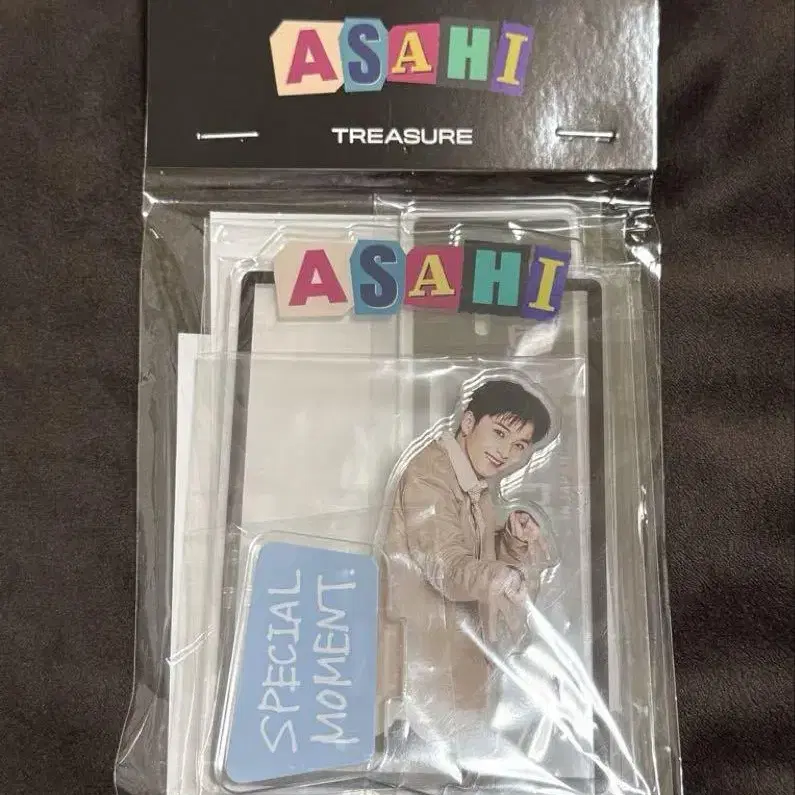 ASAHI
TREASURE
ASAHI
SPECIAL
MOMENT.